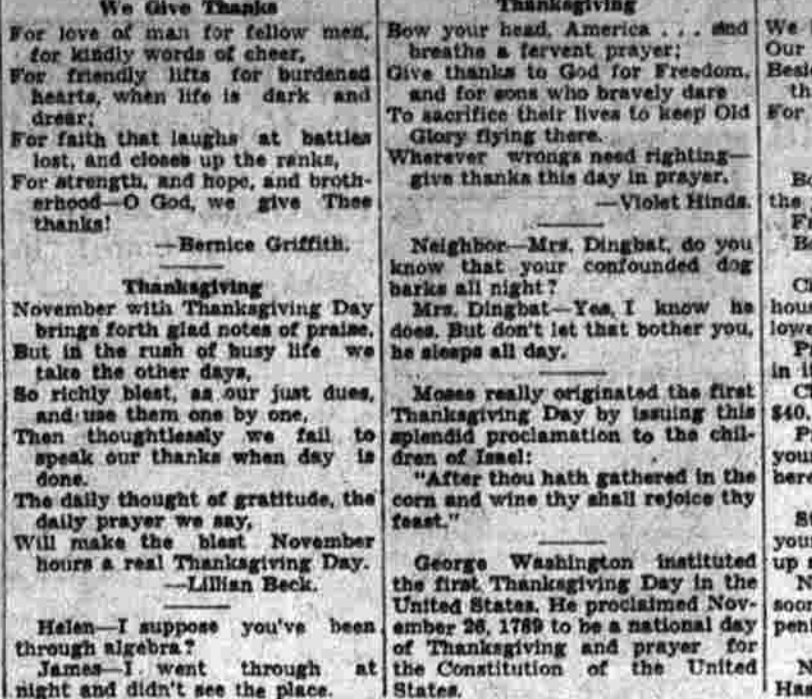 We Give Thanks
For love of man for fellow men,
for kindly words of cheer,
For friendly lifts for burdened
hearts, when life is dark and
drear;
For faith that laughs at battles
lost, and closes up the ranks,
For strength, and hope, and broth-
erhood—O God, we give Thee
thanks!
—Bernice Griffith.
Thanksgiving
November with Thanksgiving Day
brings forth glad notes of praise,
But in the rush of busy life we
take the other days,
So richly blest, as our just dues,
and use them one by one,
Then thoughtlessly we fail to
speak our thanks when day is
done.
The daily thought of gratitude, the
daily prayer we say,
Will make the blest November
hours a real Thanksgiving Day.
—Lillian Beck.
Helen—I suppose you've been
through algebra?
James—I went through at
night and didn't see the place.
Thanksgiving
Bow your head, America . . . and
breathe a fervent prayer;
Give thanks to God for Freedom,
and for sons who bravely dare
To sacrifice their lives to keep Old
Glory flying there.
Wherever wrongs need righting—
give thanks this day in prayer.
—Violet Hinds.
Neighbor—Mrs. Dingbat, do you
know that your confounded dog
barks all night?
Mrs. Dingbat—Yes, I know he
does. But don't let that bother you,
he sleeps all day.
Moses really originated the first
Thanksgiving Day by issuing this
splendid proclamation to the chil-
dren of Israel:
"After thou hath gathered in the
corn and wine thy shall rejoice thy
feast."
George Washington instituted
the first Thanksgiving Day in the
United States. He proclaimed Nov-
ember 26, 1789 to be a national day
of Thanksgiving and prayer for
the Constitution of the United
States.
We
Our
For
the
in
$40
your
here
your
up